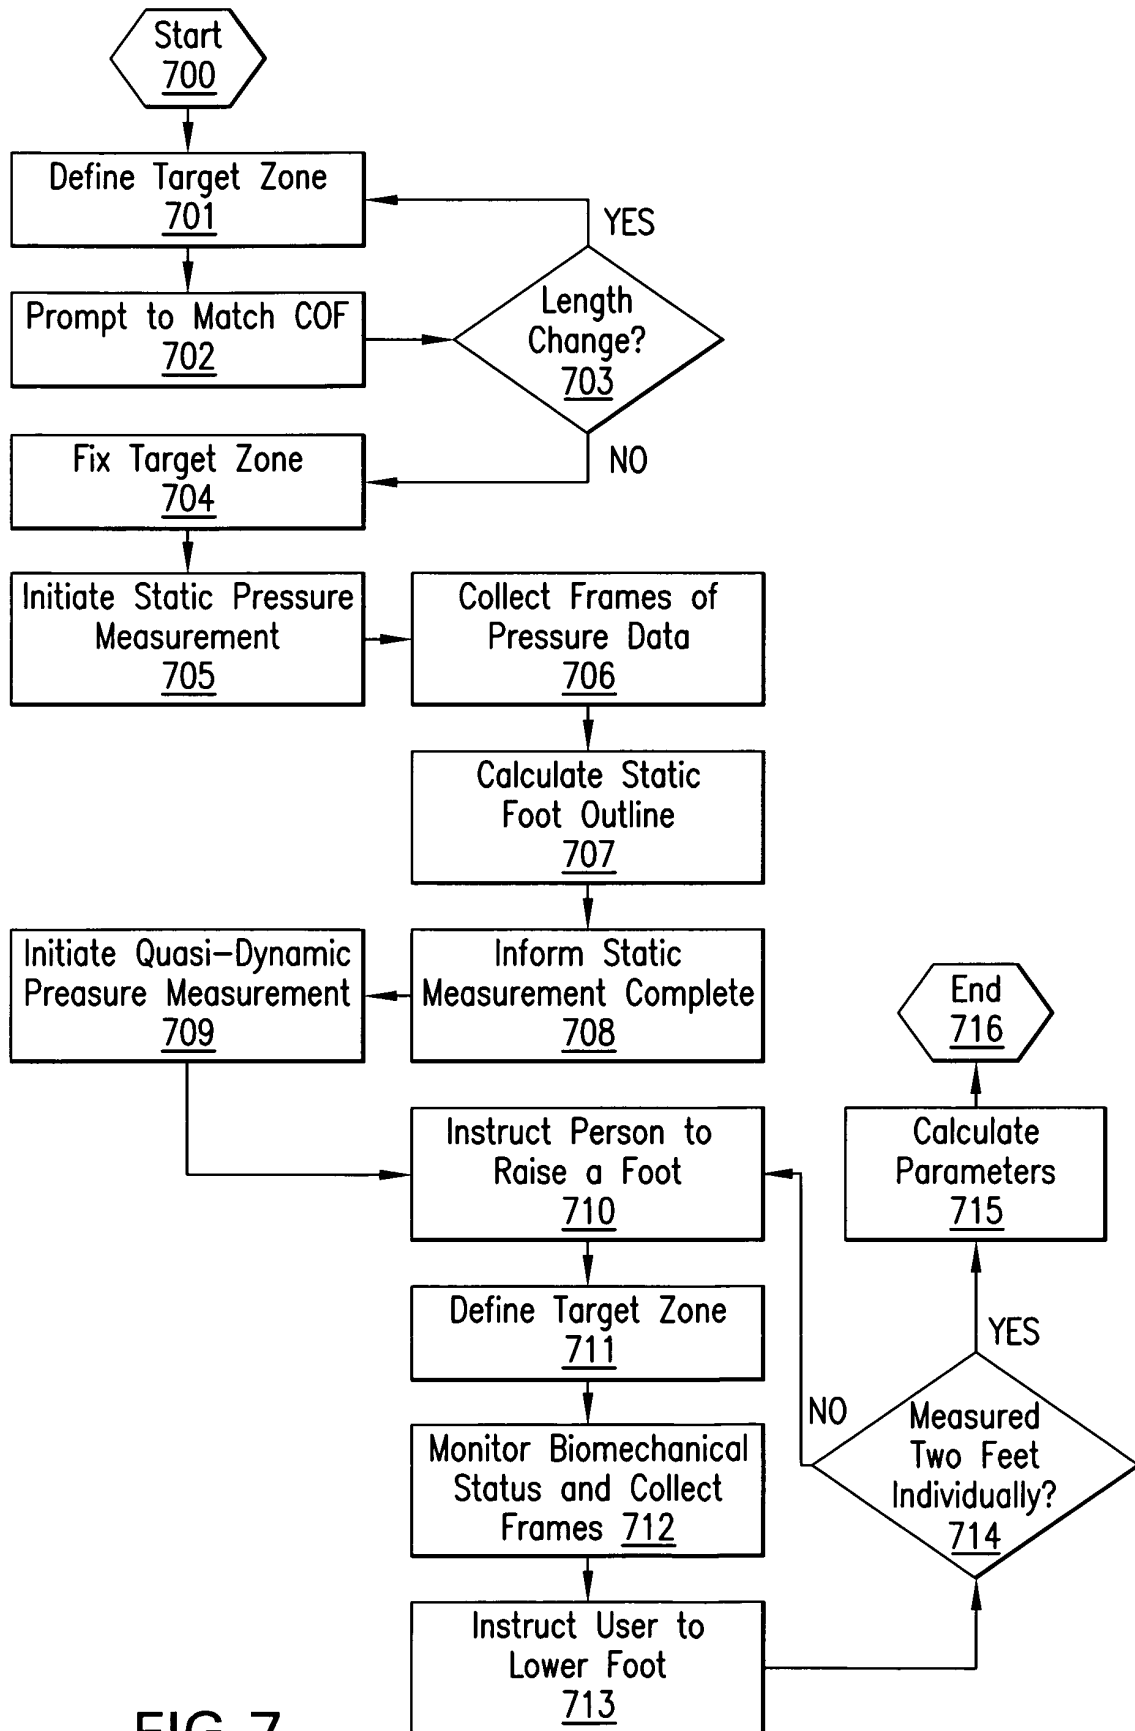 Start
700
Define Target Zone
701
YES
Prompt to Match COF
702
Length
Change?
703
NO
Fix Target Zone
704
Initiate Static Pressure
Measurement
705
Collect Frames of
Pressure Data
706
Calculate Static
Foot Outline
707
Inform Static
Measurement Complete
708
Initiate Quasi-Dynamic
Preasure Measurement
709
Instruct Person to
Raise a Foot
710
Define Target Zone
711
Monitor Biomechanical
Status and Collect
Frames 712
Instruct User to
Lower Foot
713
NO
Measured
Two Feet
Individually?
714
YES
Calculate
Parameters
715
End
716
FIG. 7